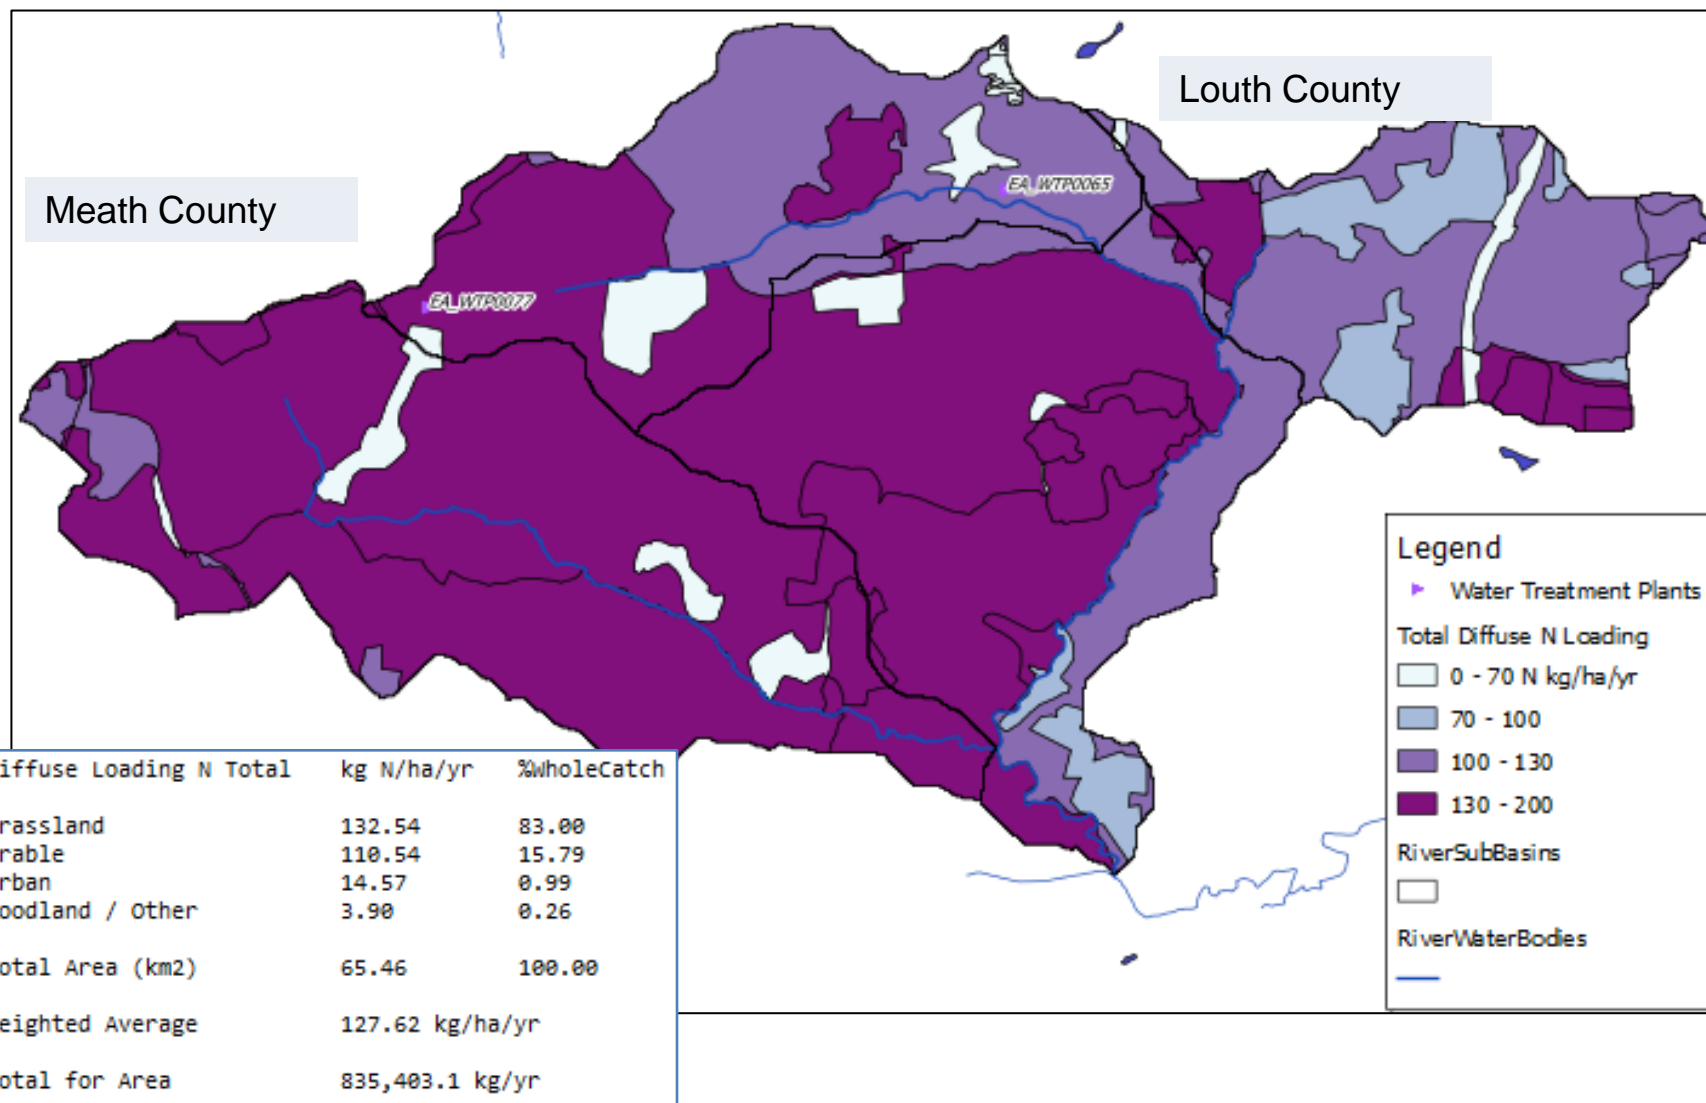 Louth County
Meath County
EA_WTP0065
EA_WTP0077
Legend
Water Treatment Plants
Total Diffuse N Loading
0 - 70 N kg/ha/yr
70 - 100
100 - 130
130 - 200
RiverSubBasins
RiverWaterBodies
iffuse Loading N Total kg N/ha/yr %WholeCatch
rassland 132.54 83.00
rable 110.54 15.79
rban 14.57 0.99
oodland / Other 3.90 0.26
otal Area (km2) 65.46 100.00
eighted Average 127.62 kg/ha/yr
otal for Area 835,403.1 kg/yr